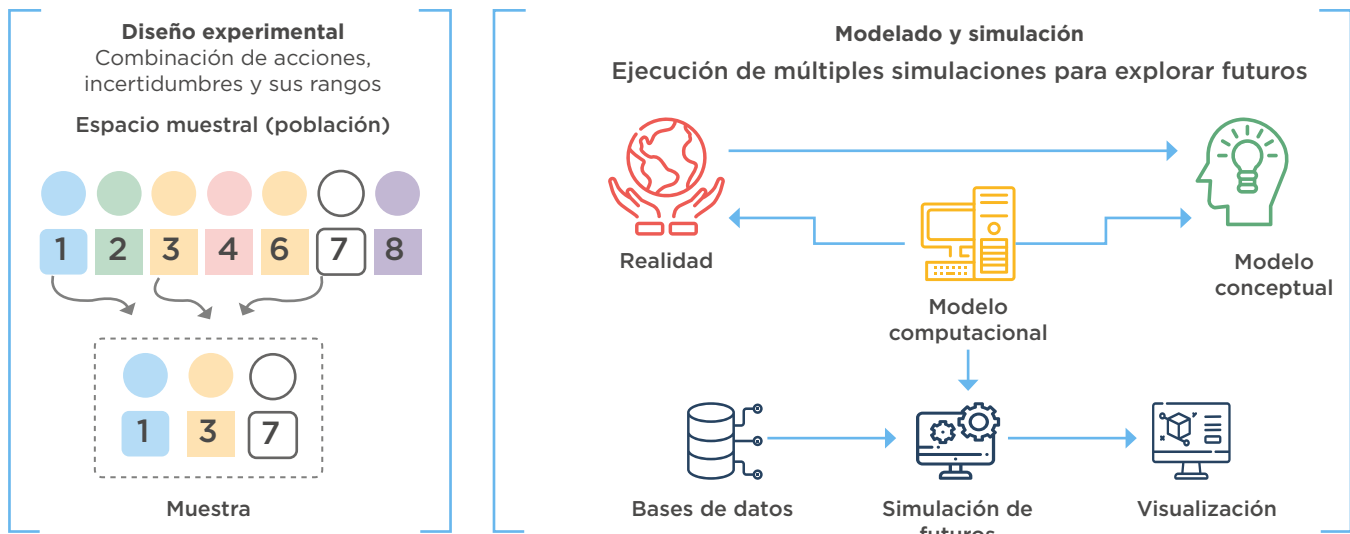 Diseño experimental
Combinación de acciones,
incertidumbres y sus rangos
Espacio muestral (población)
1 2 3 4 6 7 8
1 3 7
Muestra
Modelado y simulación
Ejecución de múltiples simulaciones para explorar futuros
Realidad
Modelo
conceptual
Modelo
computacional
Bases de datos
Simulación de
futuros
Visualización